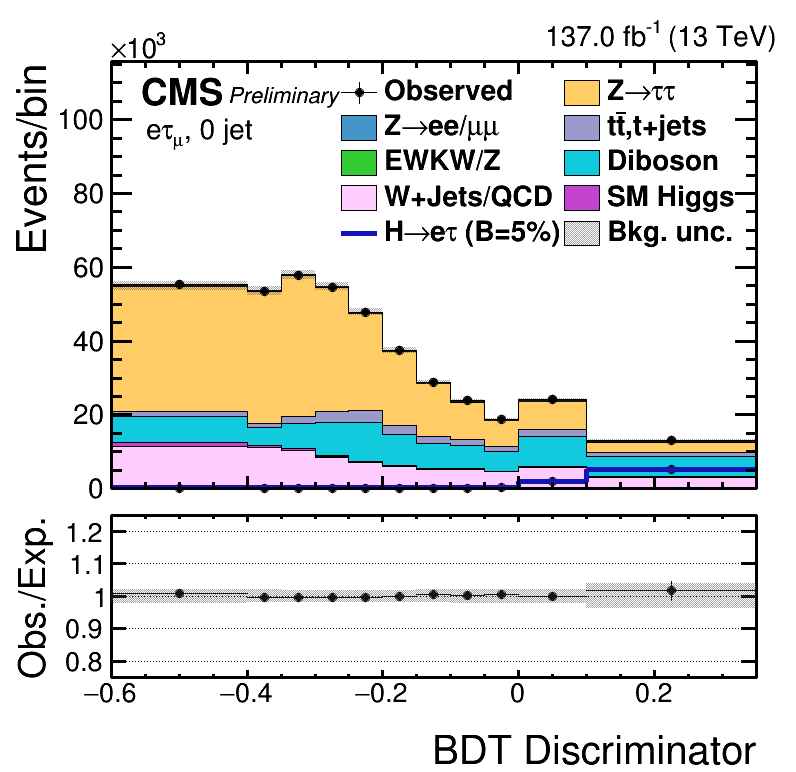 ×10³ 137.0 fb⁻¹ (13 TeV)
Events/bin
CMS Preliminary
eτμ, 0 jet
Observed Z→ττ
Z→ee/μμ tt̄,t+jets
EWKW/Z Diboson
W+Jets/QCD SM Higgs
H→eτ (B=5%) Bkg. unc.
100
80
60
40
20
0
Obs./Exp.
1.2
1.1
1
0.9
0.8
−0.6 −0.4 −0.2 0 0.2
BDT Discriminator